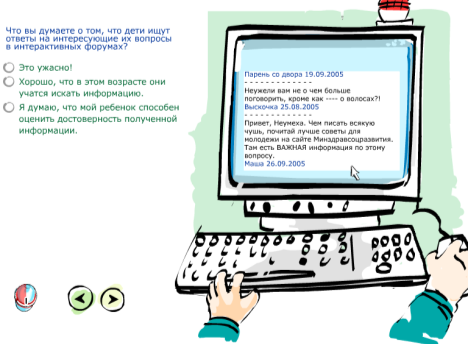 Что вы думаете о том, что дети ищут
ответы на интересующие их вопросы
в интерактивных форумах?
Это ужасно!
Хорошо, что в этом возрасте они
учатся искать информацию.
Я думаю, что мой ребенок способен
оценить достоверность полученной
информации.
Парень со двора 19.09.2005
- - - - - - - - - - - - -
Неужели вам не о чем больше
поговорить, кроме как ---- о волосах?!
Выскочка 25.08.2005
- - - - - - - - - - - - -
Привет, Неумеха. Чем писать всякую
чушь, почитай лучше советы для
молодежи на сайте Минздравсоцразвития.
Там есть ВАЖНАЯ информация по этому
вопросу.
Маша 26.09.2005